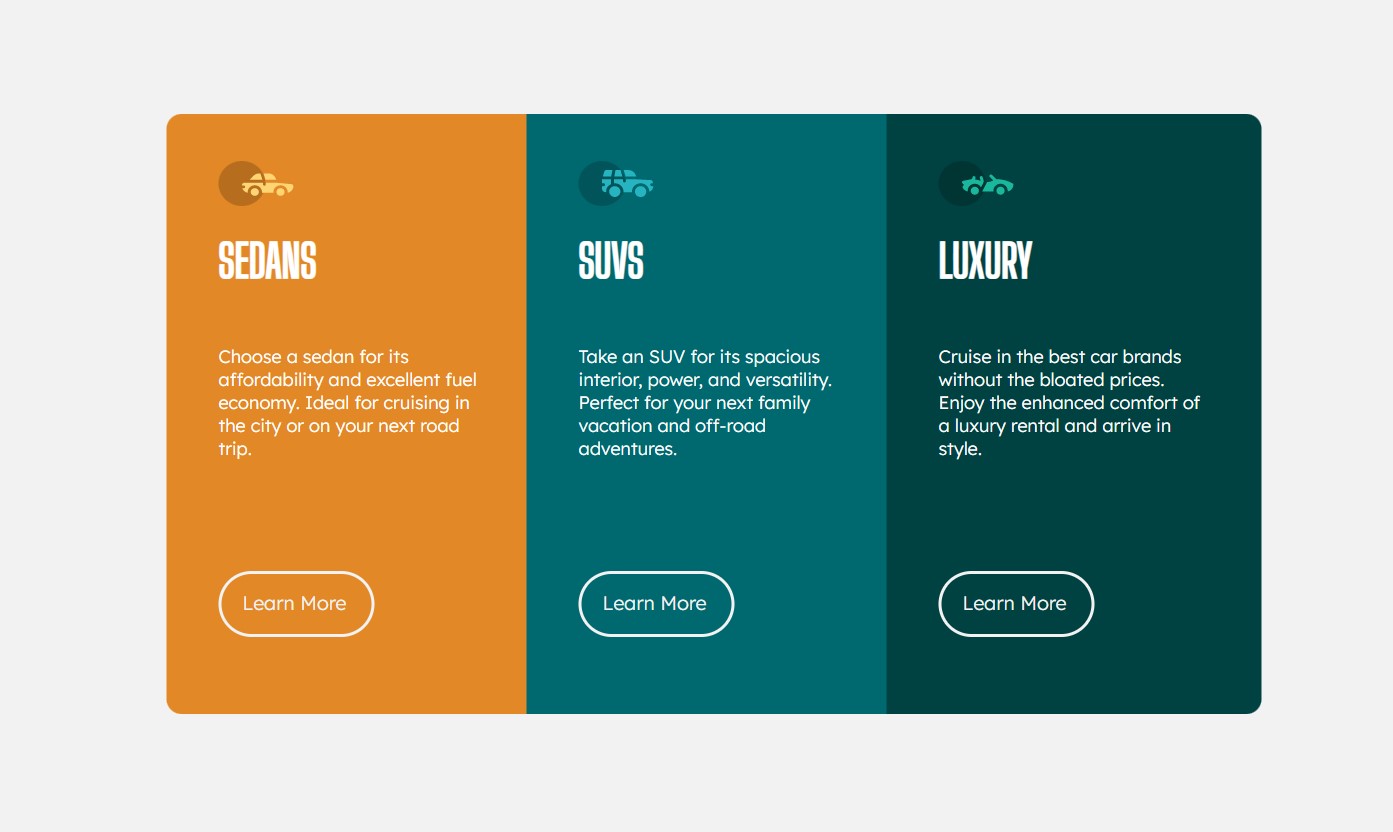 SEDANS
Choose a sedan for its
affordability and excellent fuel
economy. Ideal for cruising in
the city or on your next road
trip.
Learn More
SUVS
Take an SUV for its spacious
interior, power, and versatility.
Perfect for your next family
vacation and off-road
adventures.
Learn More
LUXURY
Cruise in the best car brands
without the bloated prices.
Enjoy the enhanced comfort of
a luxury rental and arrive in
style.
Learn More